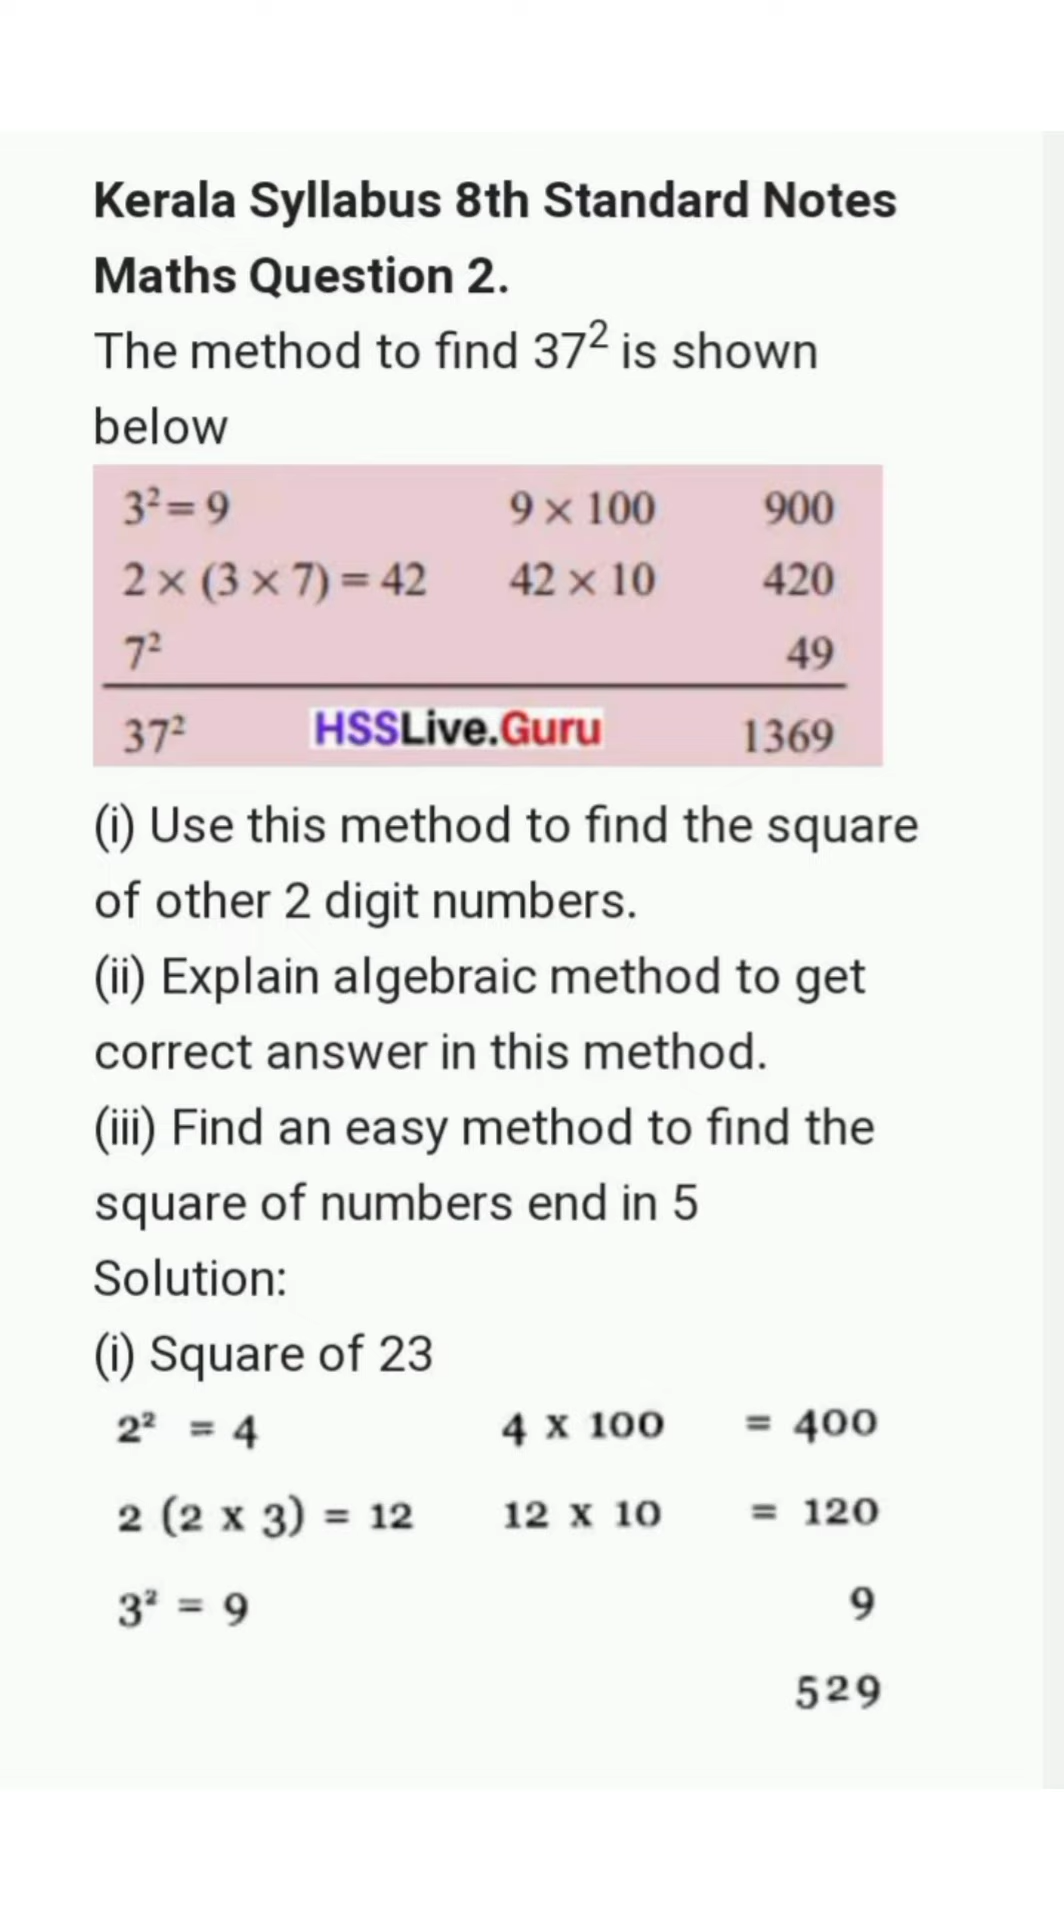 Kerala Syllabus 8th Standard Notes
Maths Question 2.
The method to find 37² is shown
below
3² = 9 9 × 100 900
2 × (3 × 7) = 42 42 × 10 420
7² 49
37² HSSLive.Guru 1369
(i) Use this method to find the square
of other 2 digit numbers.
(ii) Explain algebraic method to get
correct answer in this method.
(iii) Find an easy method to find the
square of numbers end in 5
Solution:
(i) Square of 23
2² = 4 4 x 100 = 400
2 (2 x 3) = 12 12 x 10 = 120
3² = 9 9
529